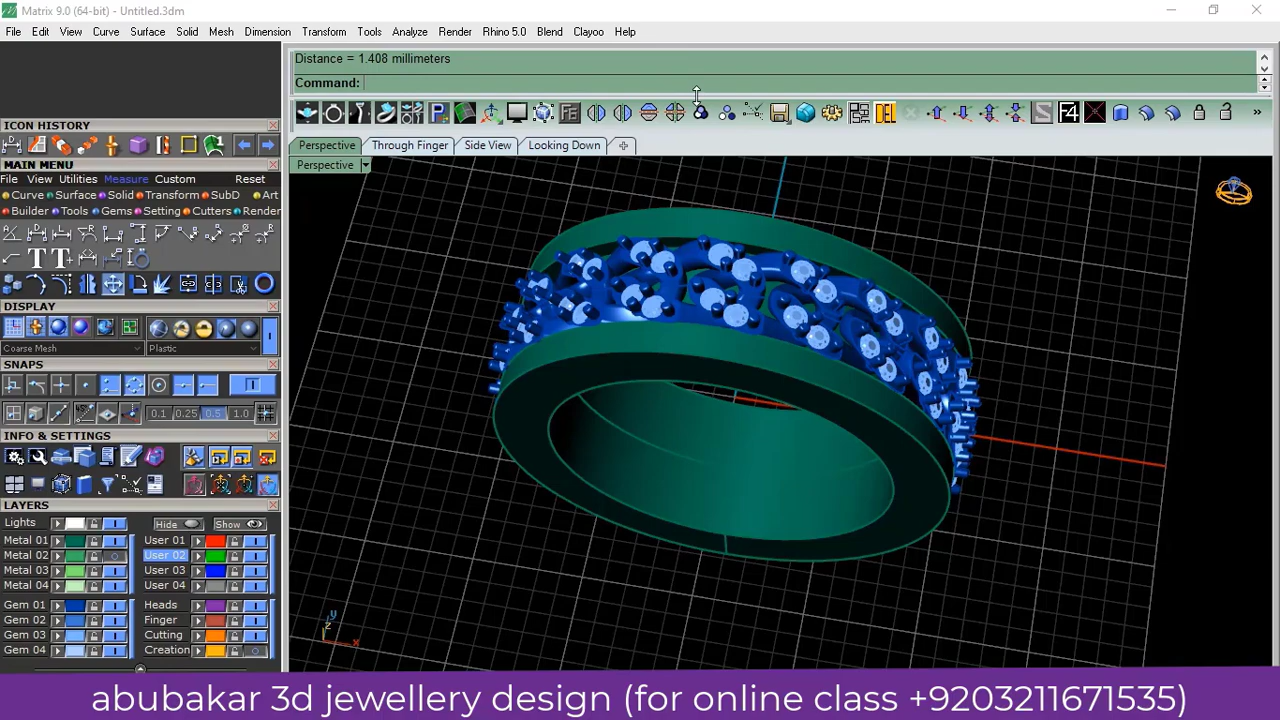 Matrix 9.0 (64-bit) - Untitled.3dm
File Edit View Curve Surface Solid Mesh Dimension Transform Tools Analyze Render Rhino 5.0 Blend Clayoo Help
Distance = 1.408 millimeters
Command:
F4
ICON HISTORY
Perspective Through Finger Side View Looking Down
MAIN MENU
Perspective
File View Utilities Measure Custom Reset
Curve Surface Solid Transform SubD Art
Builder Tools Gems Setting Cutters Render
DISPLAY
Coarse Mesh Plastic
SNAPS
0.1 0.25 0.5 1.0
INFO & SETTINGS
LAYERS
Lights Hide Show
Metal 01 User 01
Metal 02 User 02
Metal 03 User 03
Metal 04 User 04
Gem 01 Heads
Gem 02 Finger
Gem 03 Cutting
Gem 04 Creation
y
z
x
abubakar 3d jewellery design (for online class +9203211671535)